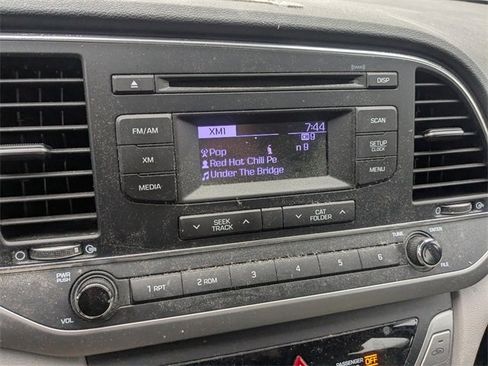 DISP
FM/AM
XM1
7:44
SCAN
9
Pop
n 9
XM
Red Hot Chili Pe
SETUP
CLOCK
Under The Bridge
MEDIA
MENU
SEEK
TRACK
CAT
FOLDER
TUNE
ENTER
PWR
PUSH
VOL
1 RPT
2 RDM
3
4
5
6
FILE
PASSENGER
OFF